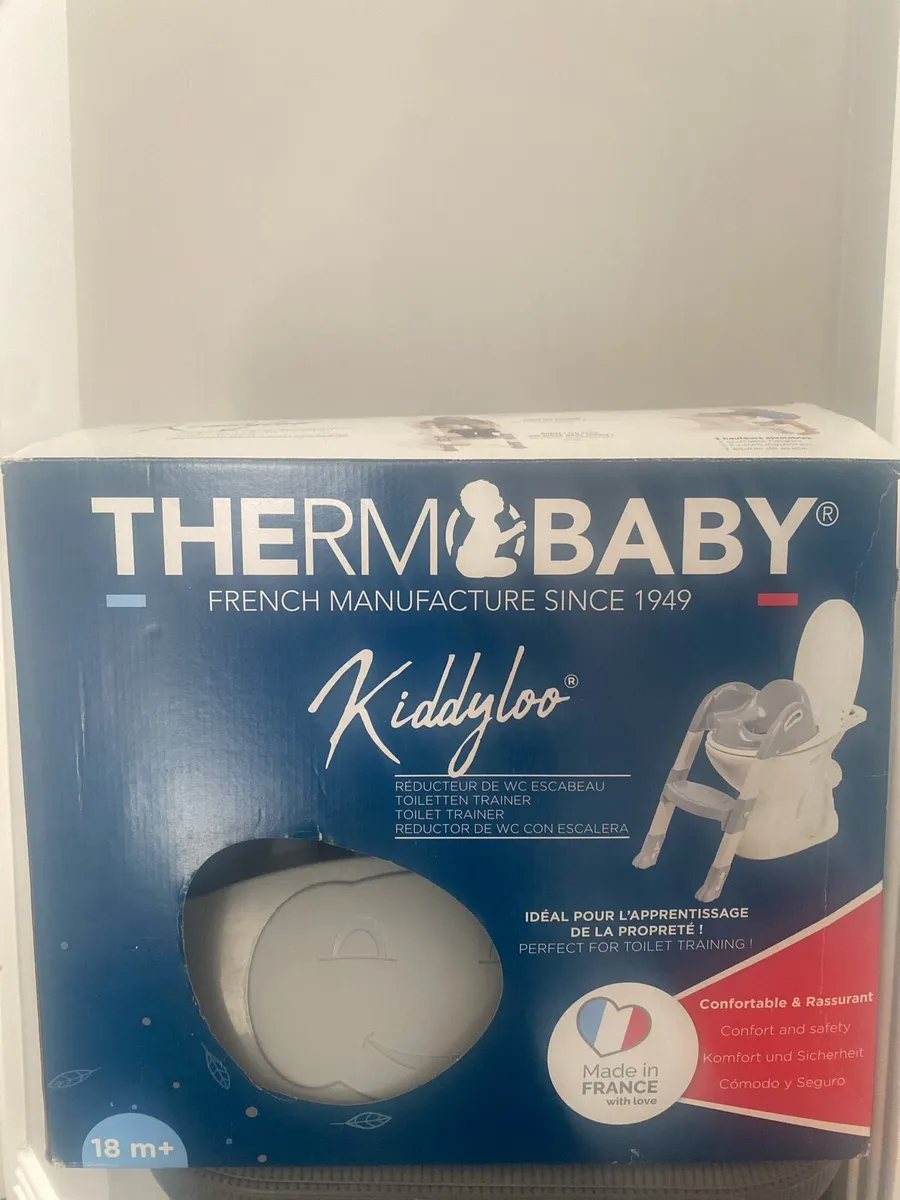 THERMOBABY®
FRENCH MANUFACTURE SINCE 1949
Kiddyloo®
RÉDUCTEUR DE WC ESCABEAU
TOILETTEN TRAINER
TOILET TRAINER
REDUCTOR DE WC CON ESCALERA
IDÉAL POUR L'APPRENTISSAGE
DE LA PROPRETÉ !
PERFECT FOR TOILET TRAINING !
Confortable & Rassurant
Confort and safety
Komfort und Sicherheit
Cómodo y Seguro
Made in
FRANCE
with love
18 m+